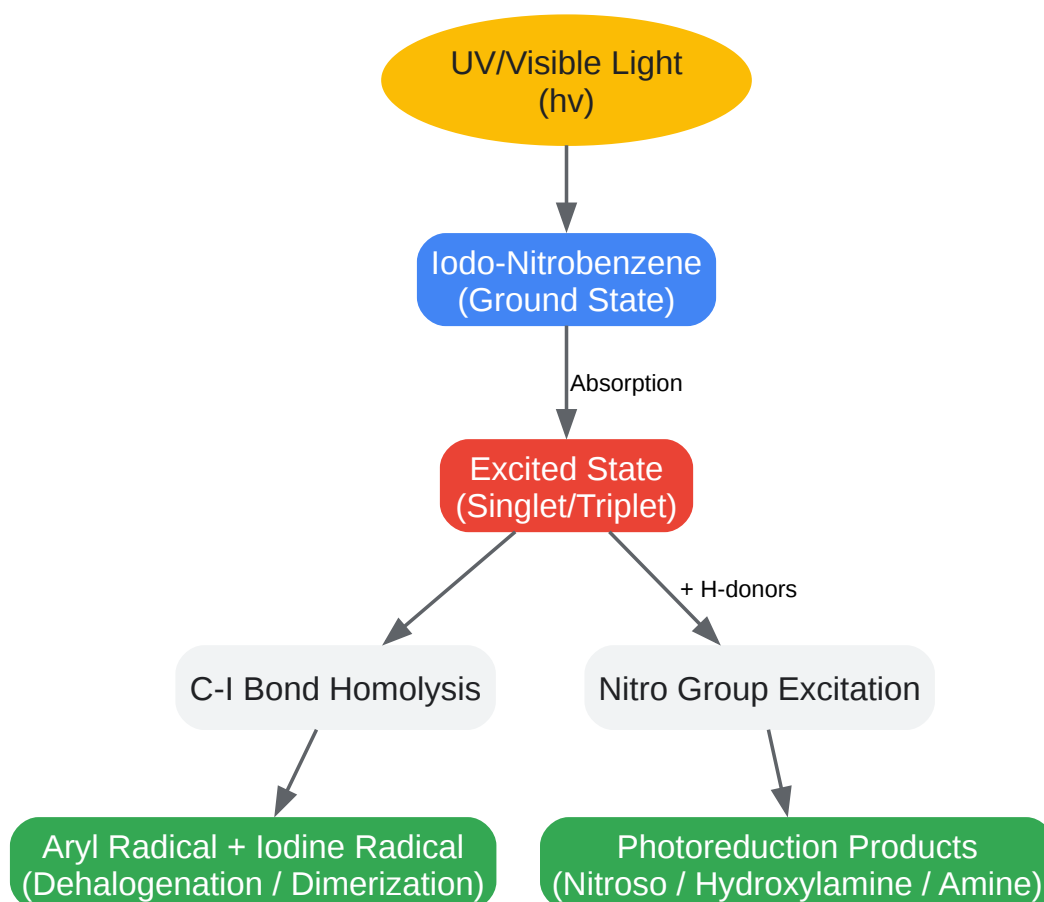 UV/Visible Light
(hv)
Iodo-Nitrobenzene
(Ground State)
Absorption
Excited State
(Singlet/Triplet)
+ H-donors
C-I Bond Homolysis
Nitro Group Excitation
Aryl Radical + Iodine Radical
(Dehalogenation / Dimerization)
Photoreduction Products
(Nitroso / Hydroxylamine / Amine)